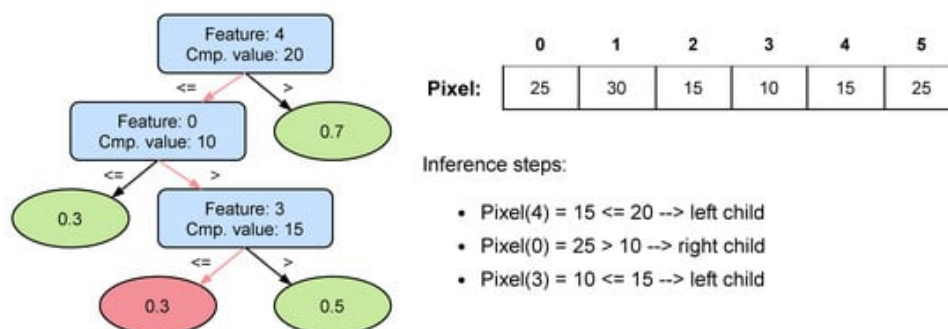 Feature: 4
Cmp. value: 20
<= >
Feature: 0
Cmp. value: 10
0.7
<= >
0.3
Feature: 3
Cmp. value: 15
<= >
0.3
0.5
0 1 2 3 4 5
Pixel: 25 30 15 10 15 25
Inference steps:
• Pixel(4) = 15 <= 20 --> left child
• Pixel(0) = 25 > 10 --> right child
• Pixel(3) = 10 <= 15 --> left child